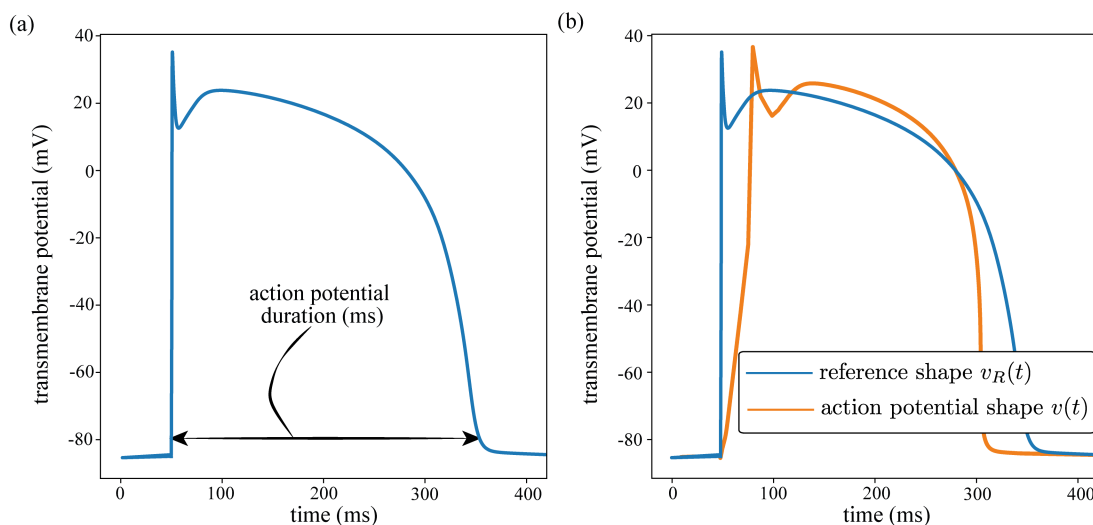 (a)
transmembrane potential (mV)
40
20
0
-20
-40
-60
-80
action potential
duration (ms)
0
100
200
300
400
time (ms)
(b)
transmembrane potential (mV)
40
20
0
-20
-40
-60
-80
reference shape v_R(t)
action potential shape v(t)
0
100
200
300
400
time (ms)